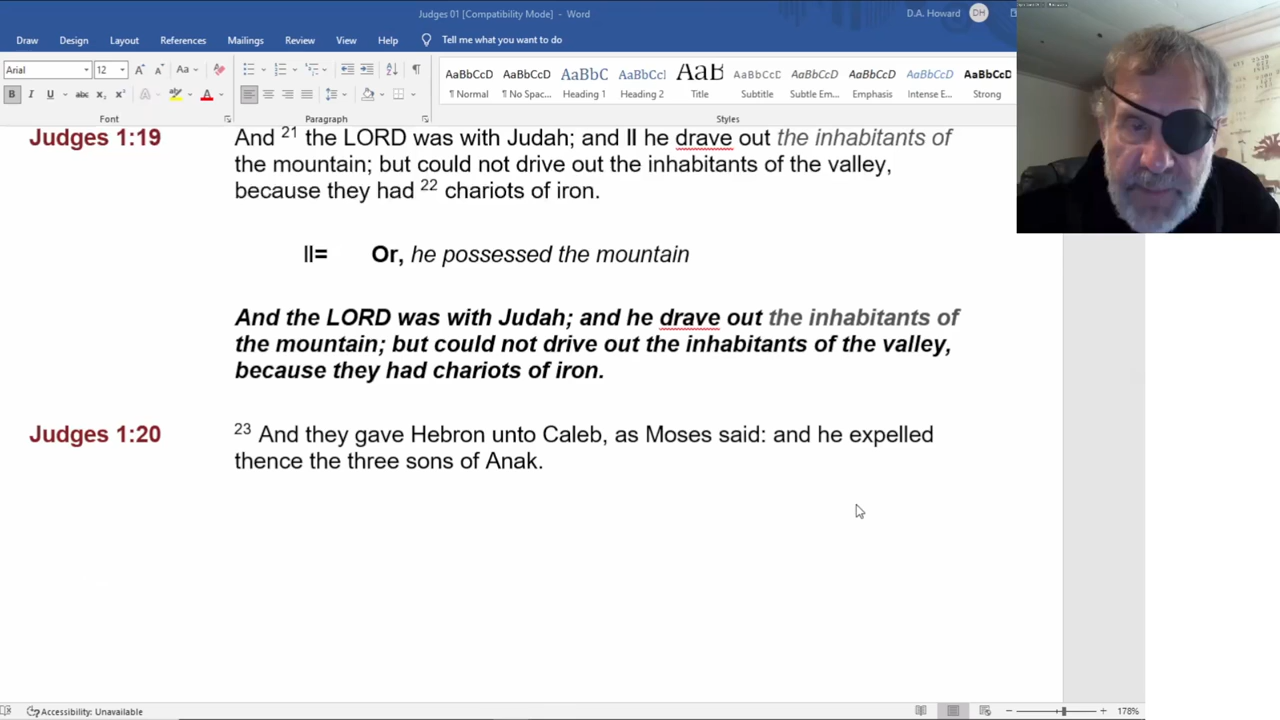 Judges 01 [Compatibility Mode] - Word
D.A. Howard DH
Draw Design Layout References Mailings Review View Help Tell me what you want to do
Arial 12 Aa
AaBbCcD AaBbCcD AaBbC AaBbCcI AaB AaBbCcD AaBbCcD AaBbCcD AaBbCcD AaBbCcD
¶ Normal ¶ No Spac... Heading 1 Heading 2 Title Subtitle Subtle Em... Emphasis Intense E... Strong
B I U abc X₂ X² A A
Font Paragraph Styles
Judges 1:19 And 21 the LORD was with Judah; and ǁ he drave out the inhabitants of
the mountain; but could not drive out the inhabitants of the valley,
because they had 22 chariots of iron.
ǁ= Or, he possessed the mountain
And the LORD was with Judah; and he drave out the inhabitants of
the mountain; but could not drive out the inhabitants of the valley,
because they had chariots of iron.
Judges 1:20 23 And they gave Hebron unto Caleb, as Moses said: and he expelled
thence the three sons of Anak.
Accessibility: Unavailable 178%